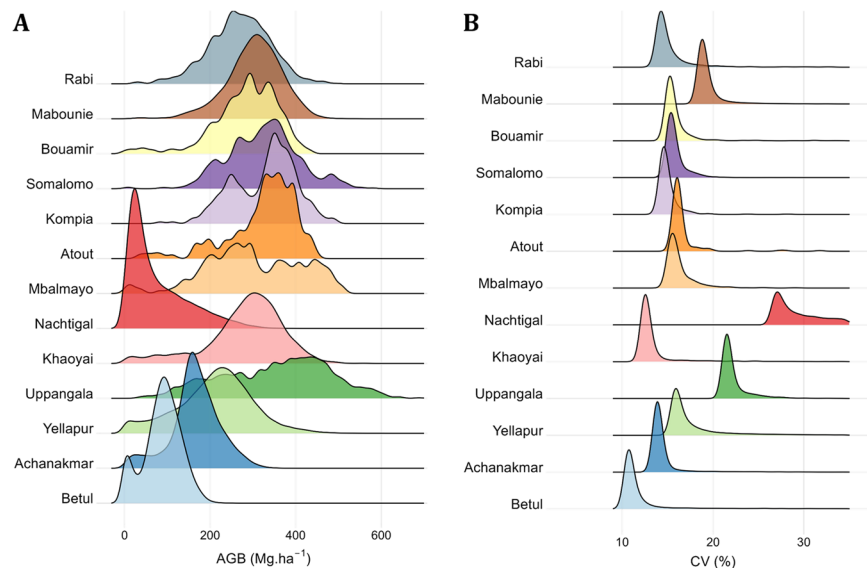 A
Rabi
Mabounie
Bouamir
Somalomo
Kompia
Atout
Mbalmayo
Nachtigal
Khaoyai
Uppangala
Yellapur
Achanakmar
Betul
0 200 400 600
AGB (Mg.ha⁻¹)
B
Rabi
Mabounie
Bouamir
Somalomo
Kompia
Atout
Mbalmayo
Nachtigal
Khaoyai
Uppangala
Yellapur
Achanakmar
Betul
10 20 30
CV (%)